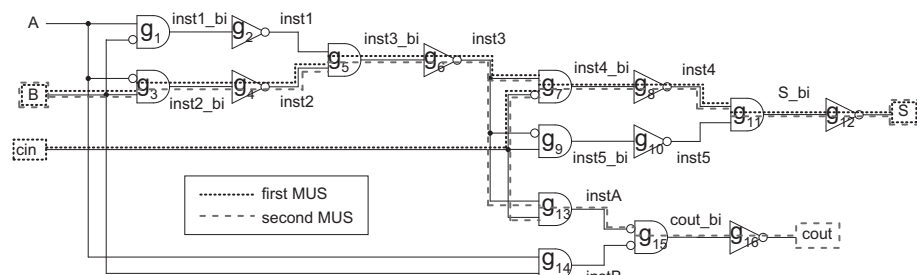 A
inst1_bi
inst1
g1
g2
inst3_bi
inst3
g5
g6
inst4_bi
inst4
B
g3
g4
inst2_bi
inst2
g7
g8
S_bi
S
g11
g12
cin
g9
g10
inst5_bi
inst5
first MUS
second MUS
instA
g13
cout_bi
cout
g15
g16
g14
instB